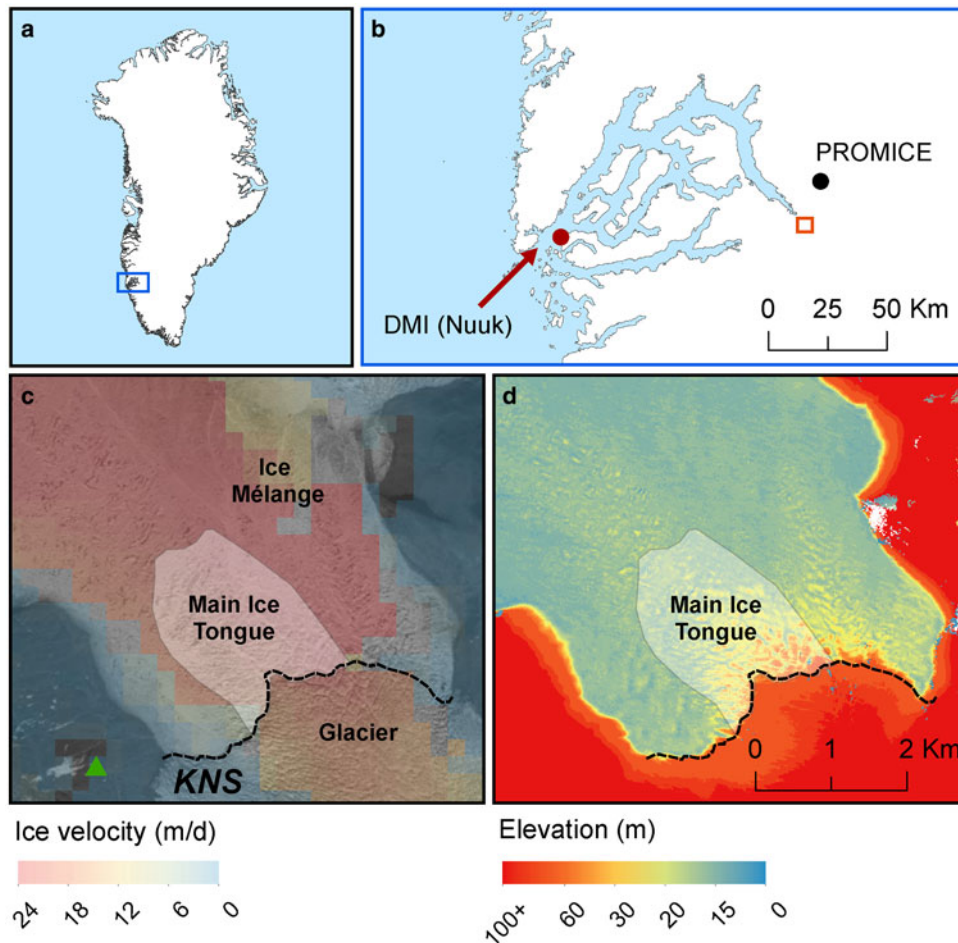 a
b
PROMICE
DMI (Nuuk)
0 25 50 Km
c
d
Ice
Mélange
Main Ice
Tongue
Main Ice
Tongue
Glacier
KNS
0 1 2 Km
Ice velocity (m/d)
24 18 12 6 0
Elevation (m)
100+ 60 30 20 15 0